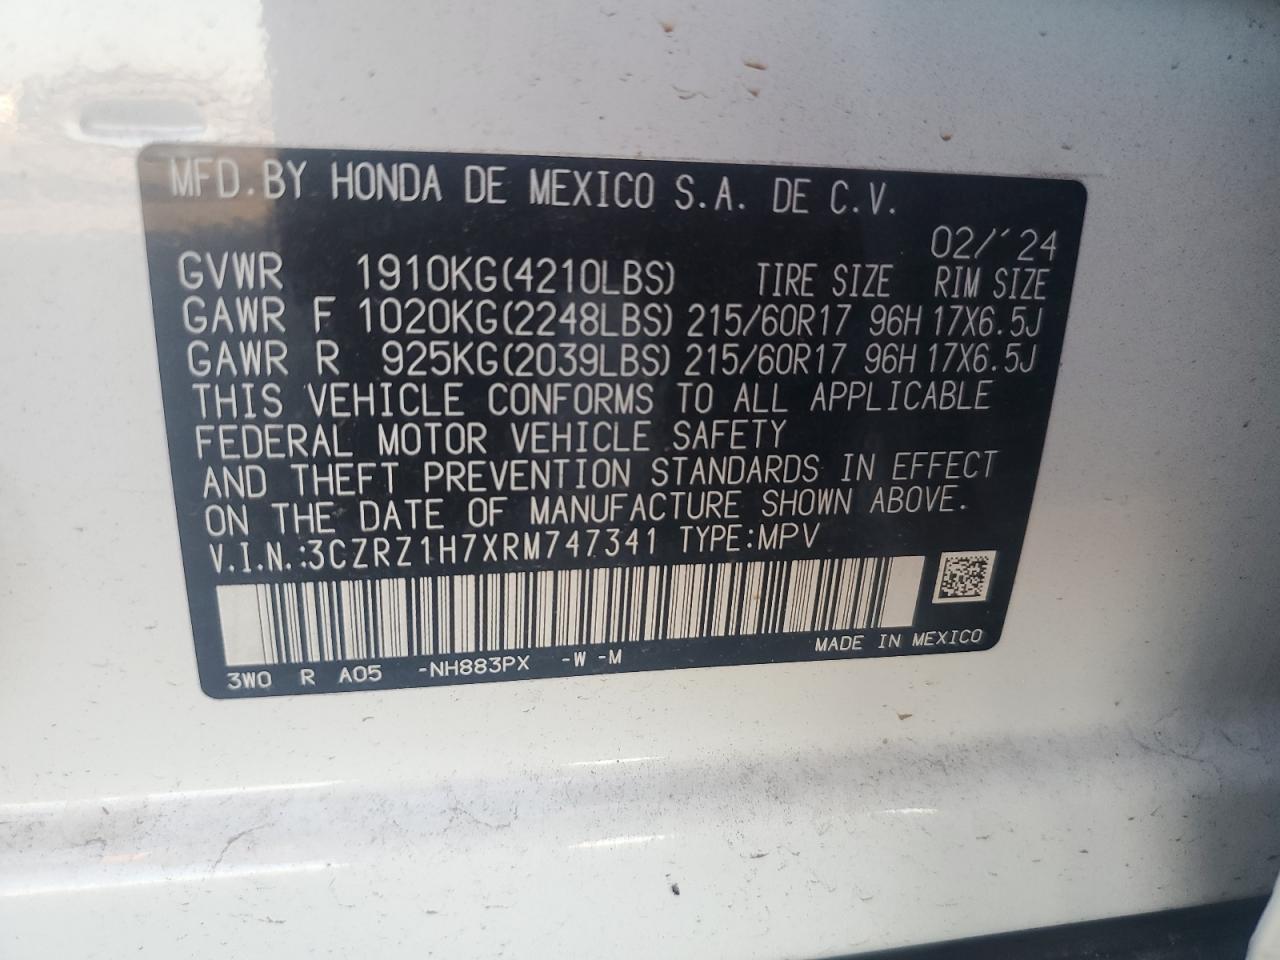 MFD.BY HONDA DE MEXICO S.A. DE C.V.
02/´24
GVWR 1910KG(4210LBS) TIRE SIZE RIM SIZE
GAWR F 1020KG(2248LBS) 215/60R17 96H 17X6.5J
GAWR R 925KG(2039LBS) 215/60R17 96H 17X6.5J
THIS VEHICLE CONFORMS TO ALL APPLICABLE
FEDERAL MOTOR VEHICLE SAFETY
AND THEFT PREVENTION STANDARDS IN EFFECT
ON THE DATE OF MANUFACTURE SHOWN ABOVE.
V.I.N.:3CZRZ1H7XRM747341 TYPE:MPV
MADE IN MEXICO
3W0 R A05 -NH883PX -W -M